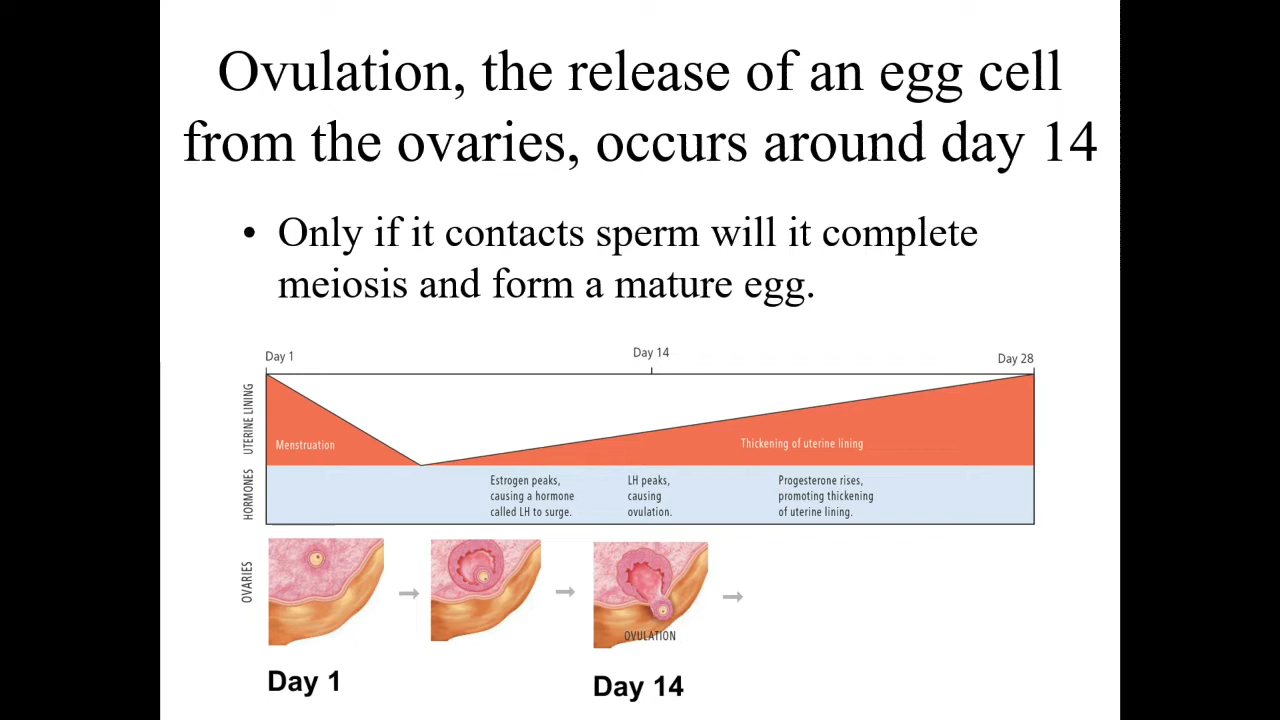 Ovulation, the release of an egg cell
from the ovaries, occurs around day 14
• Only if it contacts sperm will it complete
meiosis and form a mature egg.
Day 1
Day 14
Day 28
UTERINE LINING
Menstruation
Thickening of uterine lining
HORMONES
Estrogen peaks,
causing a hormone
called LH to surge.
LH peaks,
causing
ovulation.
Progesterone rises,
promoting thickening
of uterine lining.
OVARIES
OVULATION
Day 1
Day 14